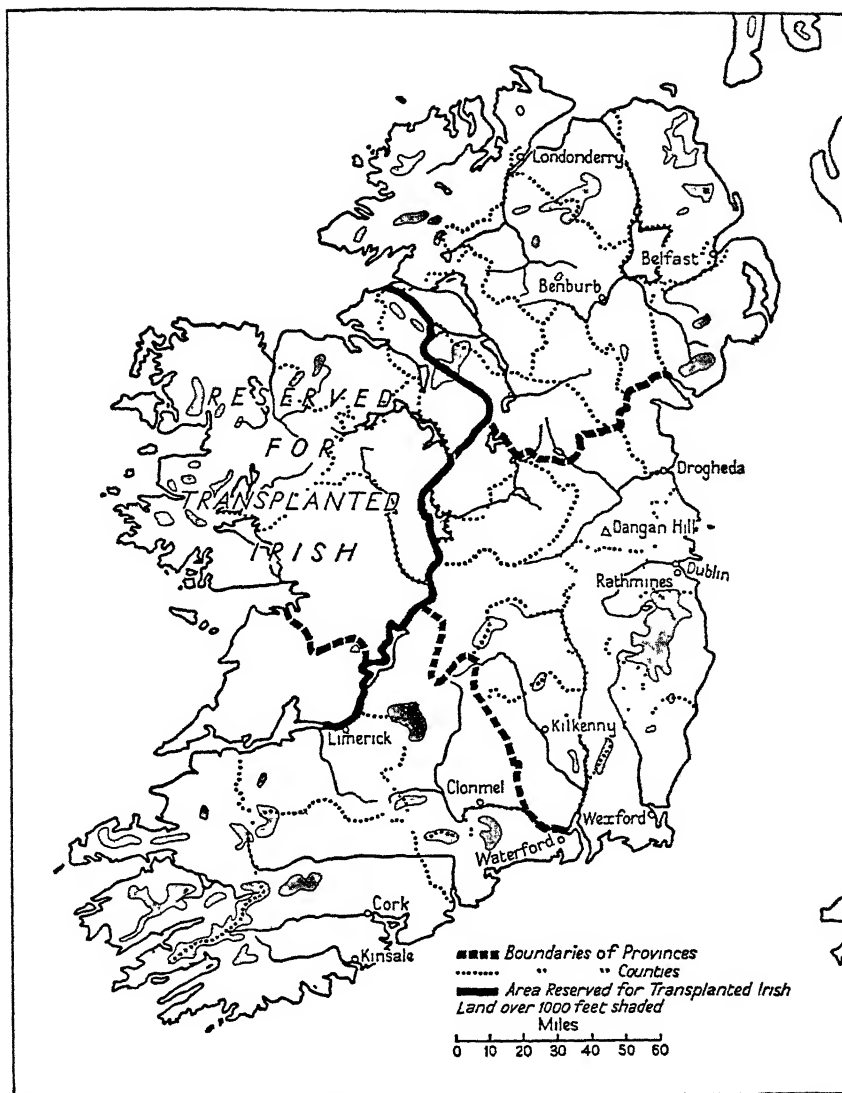 Londonderry
Belfast
Benburb
RESERVED
FOR
TRANSPLANTED
IRISH
Drogheda
Dangan Hill
Dublin
Rathmines
Limerick
Kilkenny
Clonmel
Wexford
Waterford
Cork
Kinsale
Boundaries of Provinces
" " Counties
Area Reserved for Transplanted Irish
Land over 1000 feet shaded
Miles
0 10 20 30 40 50 60